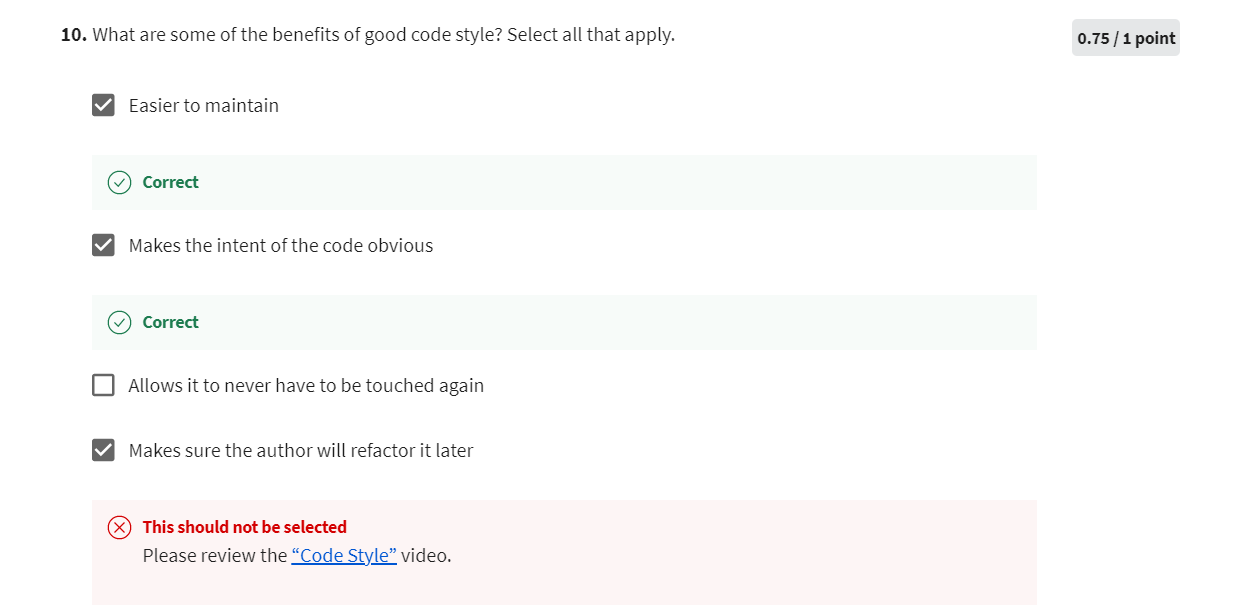 10. What are some of the benefits of good code style? Select all that apply.
0.75 / 1 point
Easier to maintain
Correct
Makes the intent of the code obvious
Correct
Allows it to never have to be touched again
Makes sure the author will refactor it later
This should not be selected
Please review the “Code Style” video.